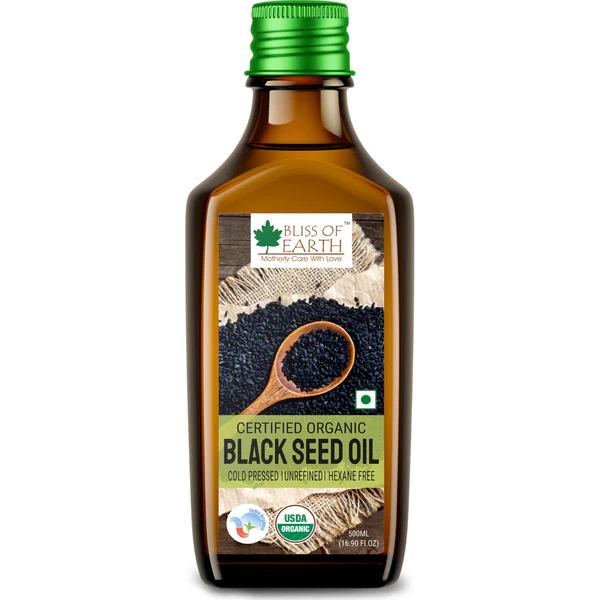 BLISS OF ™
EARTH
Motherly Care With Love
CERTIFIED ORGANIC
BLACK SEED OIL
COLD PRESSED | UNREFINED | HEXANE FREE
USDA
ORGANIC
500ML
(16.90 FL.OZ)